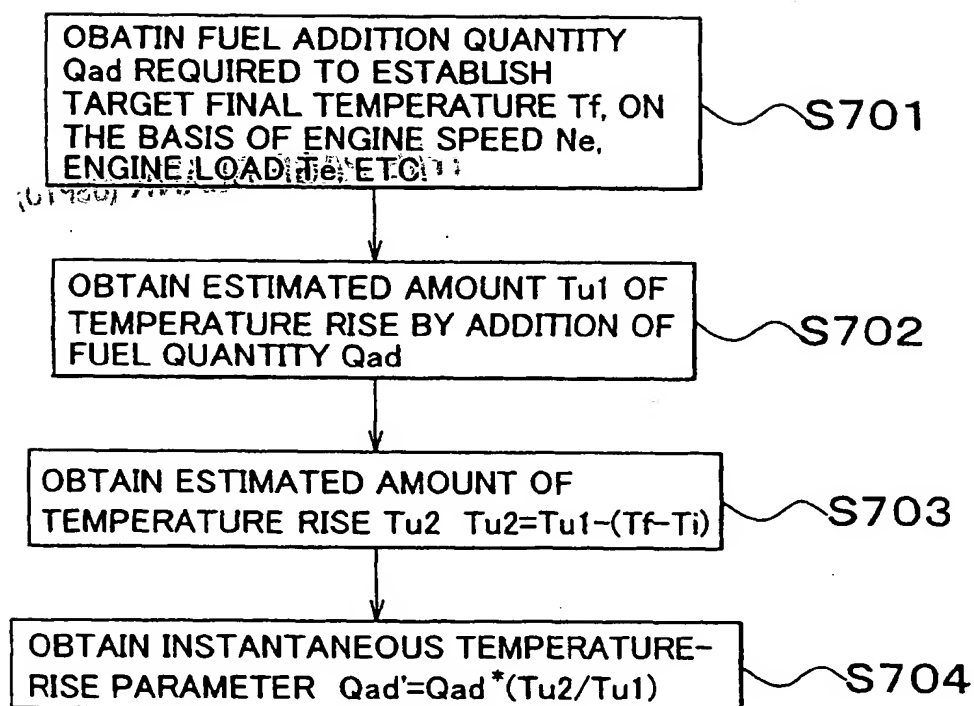 OBATIN FUEL ADDITION QUANTITY
Qad REQUIRED TO ESTABLISH
TARGET FINAL TEMPERATURE Tf, ON
THE BASIS OF ENGINE SPEED Ne,
ENGINE LOAD Te ETC
S701
OBTAIN ESTIMATED AMOUNT Tu1 OF
TEMPERATURE RISE BY ADDITION OF
FUEL QUANTITY Qad
S702
OBTAIN ESTIMATED AMOUNT OF
TEMPERATURE RISE Tu2 Tu2=Tu1-(Tf-Ti)
S703
OBTAIN INSTANTANEOUS TEMPERATURE-
RISE PARAMETER Qad'=Qad*(Tu2/Tu1)
S704